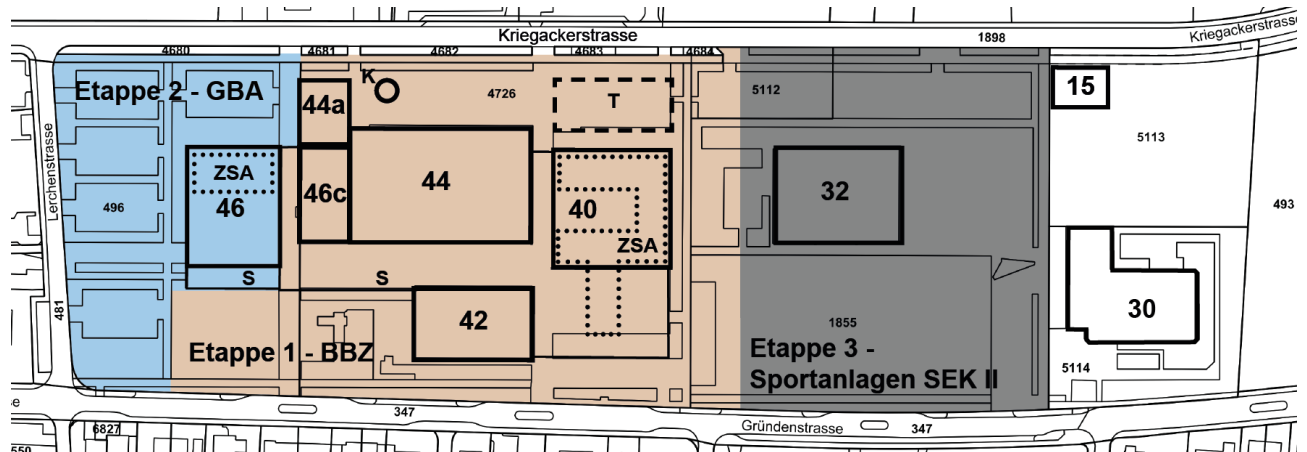 Kriegackerstrasse
Kriegackerstrasse
1898
4680
4681
4682
4683
4684
K
15
Etappe 2 - GBA
44a
4726
T
5112
5113
ZSA
46
496
46c
44
40
ZSA
32
493
Lerchenstrasse
S
S
481
42
30
1855
Etappe 1 - BBZ
Etappe 3 -
Sportanlagen SEK II
5114
se
347
Gründenstrasse
347
6827
550